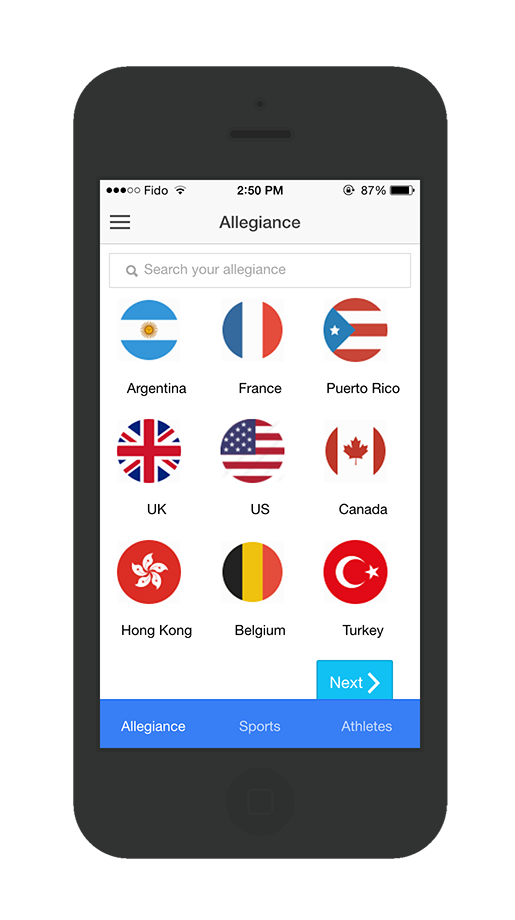 Fido 2:50 PM 87%
Allegiance
Search your allegiance
Argentina France Puerto Rico
UK US Canada
Hong Kong Belgium Turkey
Next
Allegiance Sports Athletes